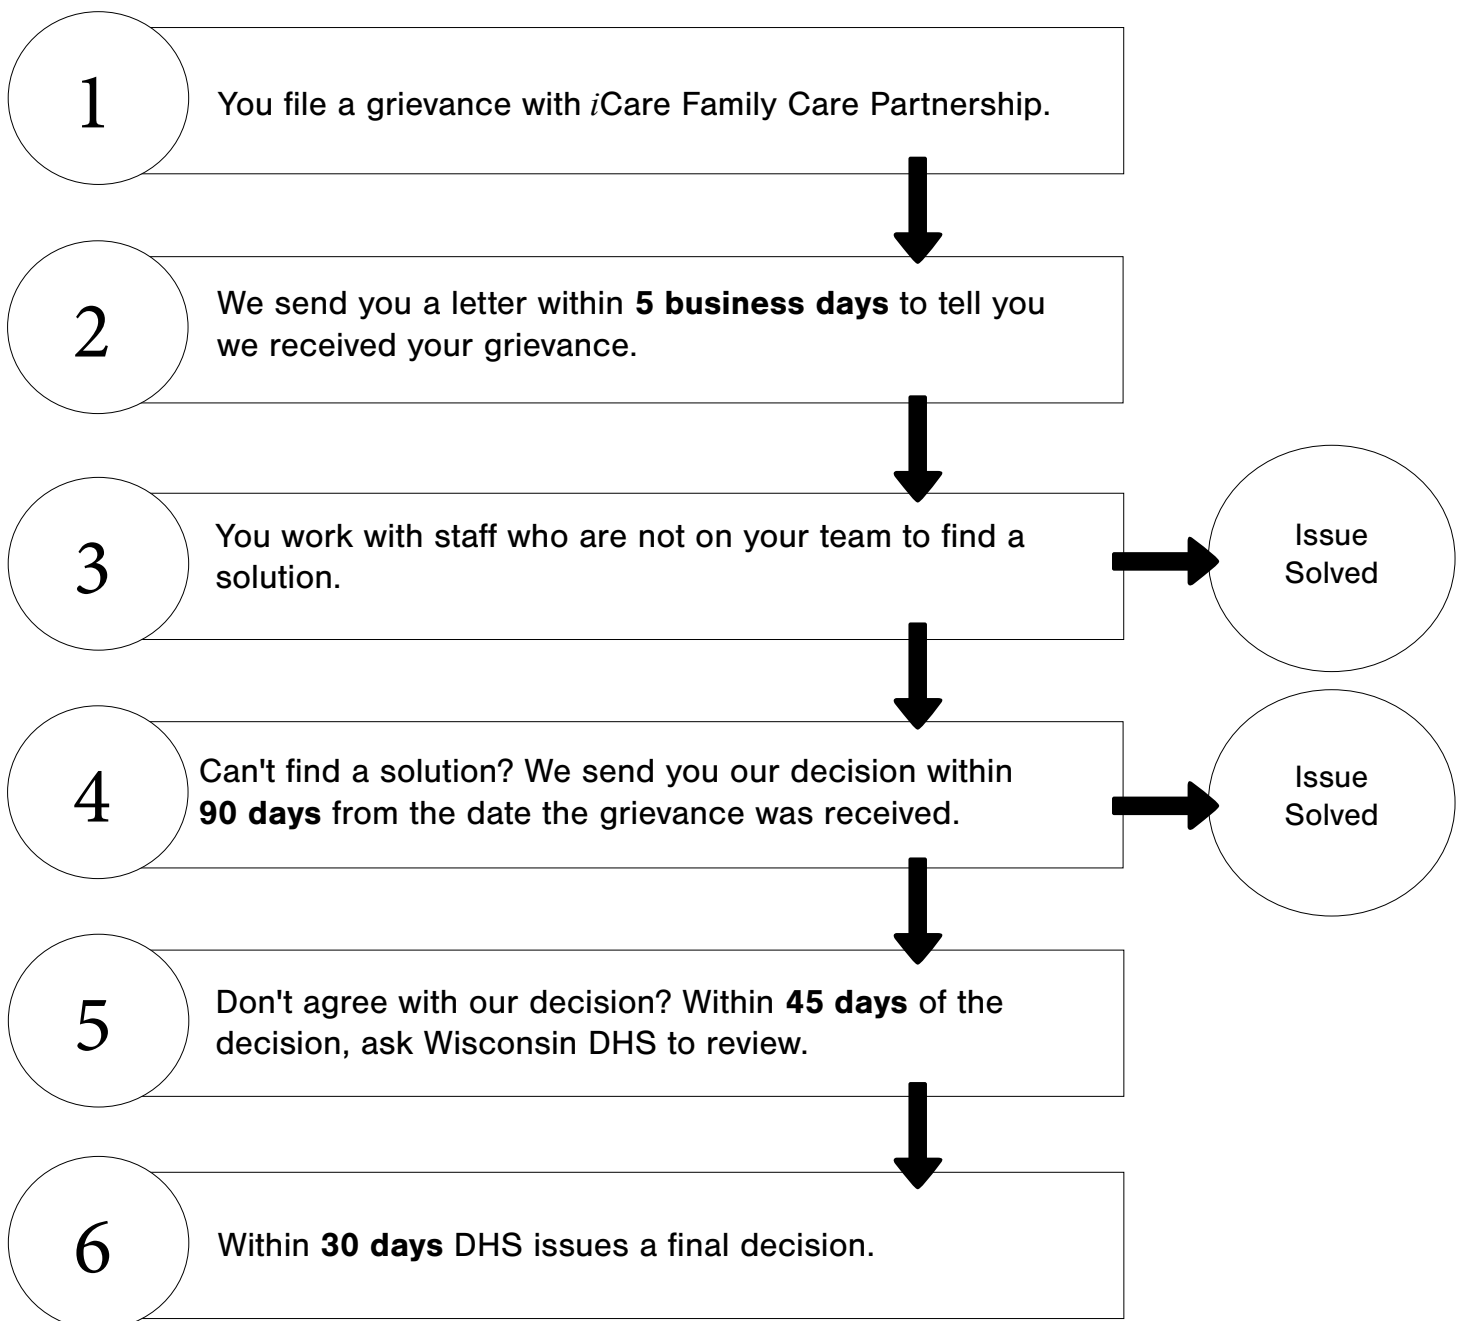 1
You file a grievance with iCare Family Care Partnership.
2
We send you a letter within 5 business days to tell you
we received your grievance.
3
You work with staff who are not on your team to find a
solution.
Issue
Solved
4
Can't find a solution? We send you our decision within
90 days from the date the grievance was received.
Issue
Solved
5
Don't agree with our decision? Within 45 days of the
decision, ask Wisconsin DHS to review.
6
Within 30 days DHS issues a final decision.